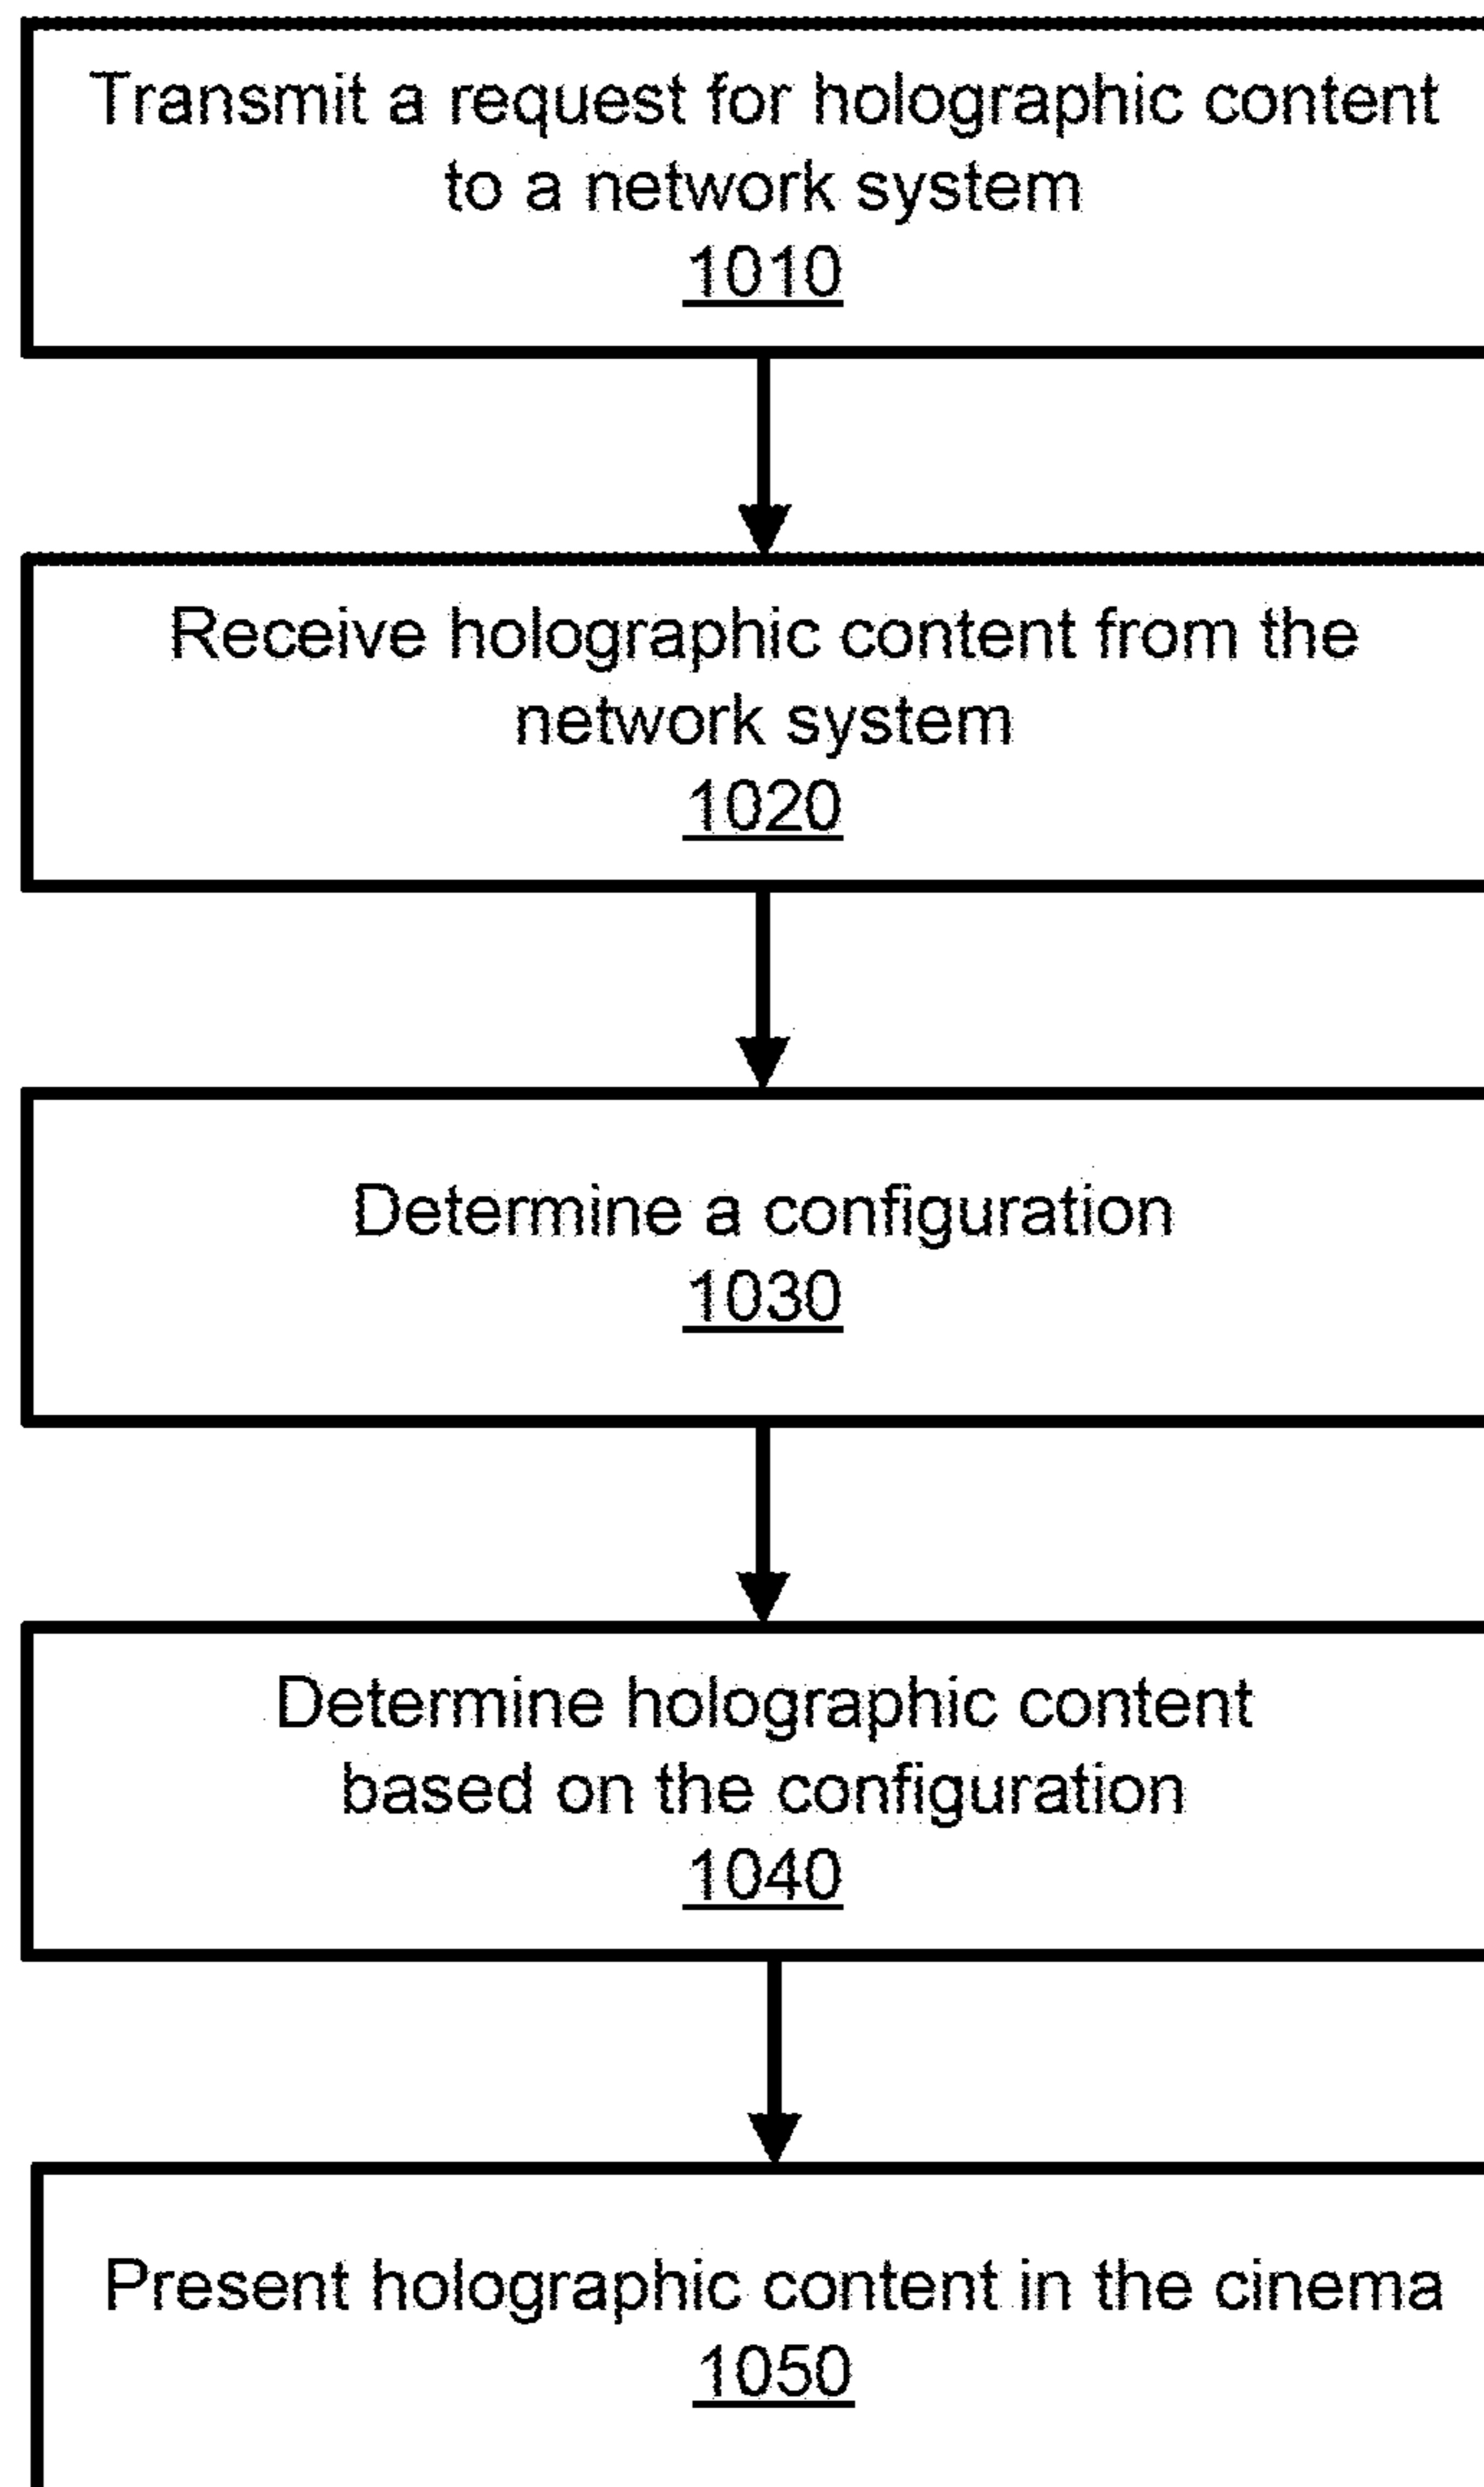 Transmit a request for holographic content
to a network system
1010
Receive holographic content from the
network system
1020
Determine a configuration
1030
Determine holographic content
based on the configuration
1040
Present holographic content in the cinema
1050